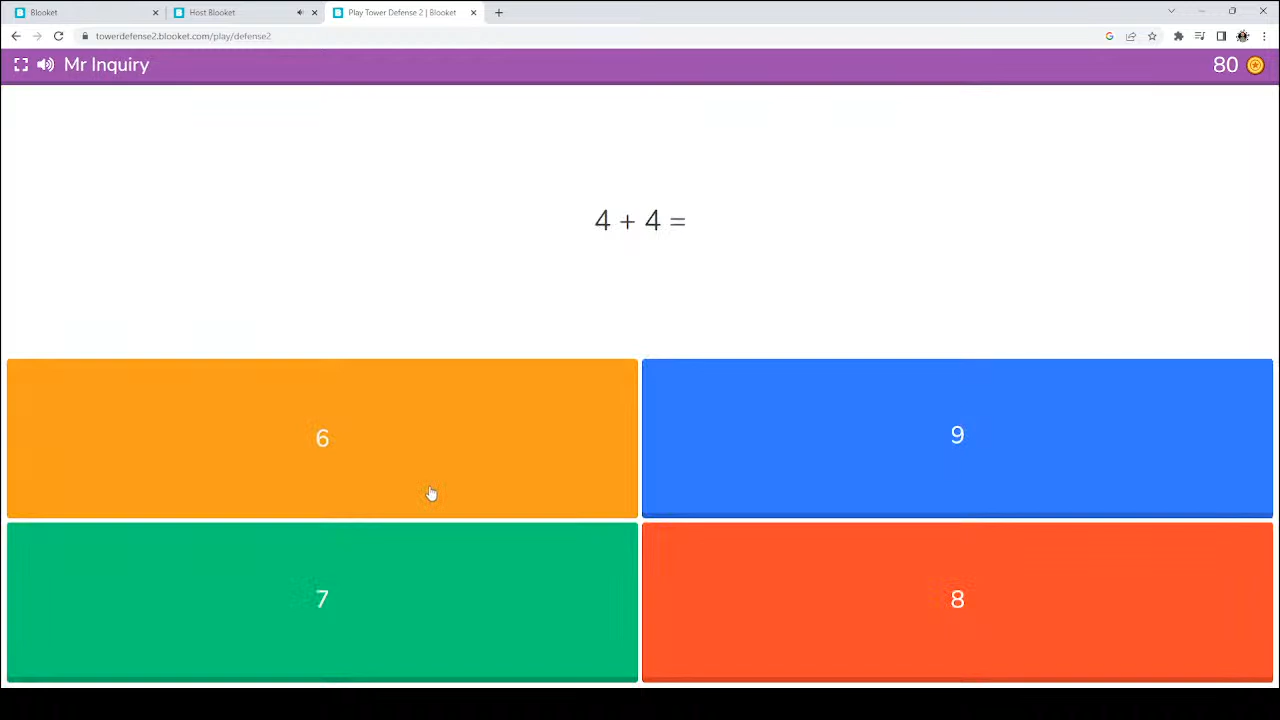 Blooket
Host Blooket
Play Tower Defense 2 | Blooket
towerdefense2.blooket.com/play/defense2
Mr Inquiry
80
4 + 4 =
6
9
7
8